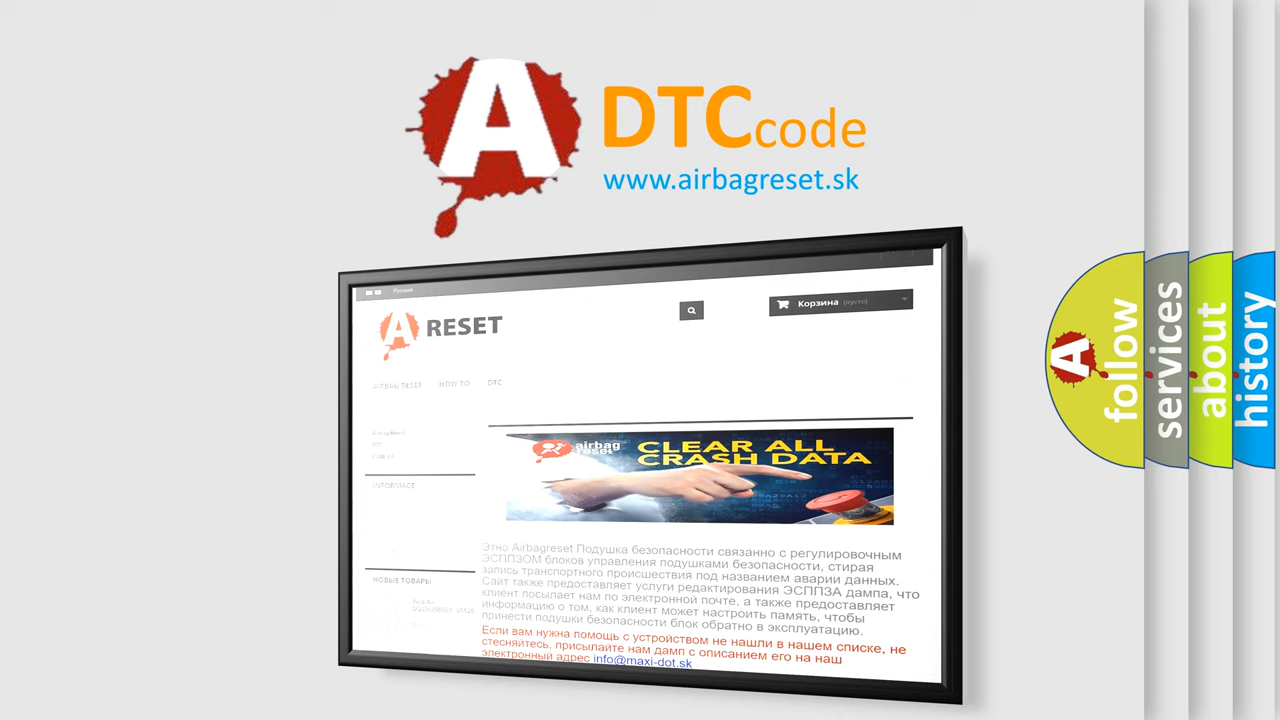 A
DTCcode
www.airbagreset.sk
Русский
A RESET
Корзина (пусто)
AIRBAG RESET HOW TO DTC
INFORMACE
airbag
reset
CLEAR ALL
CRASH DATA
Этно Airbagreset Подушка безопасности связанно с регулировочным
ЭСППЗОМ блоков управления подушками безопасности, стирая
запись транспортного происшествия под названием аварии данных.
Сайт также предоставляет услуги редактирования ЭСППЗА дампа, что
клиент посылает нам по электронной почте, а также предоставляет
информацию о том, как клиент может настроить память, чтобы
принести подушки безопасности блок обратно в эксплуатацию.
Если вам нужна помощь с устройством не нашли в нашем списке, не
стесняйтесь, присылайте нам дамп с описанием его на наш
электронный адрес info@maxi-dot.sk
НОВЫЕ ТОВАРЫ
A
follow
services
about
history